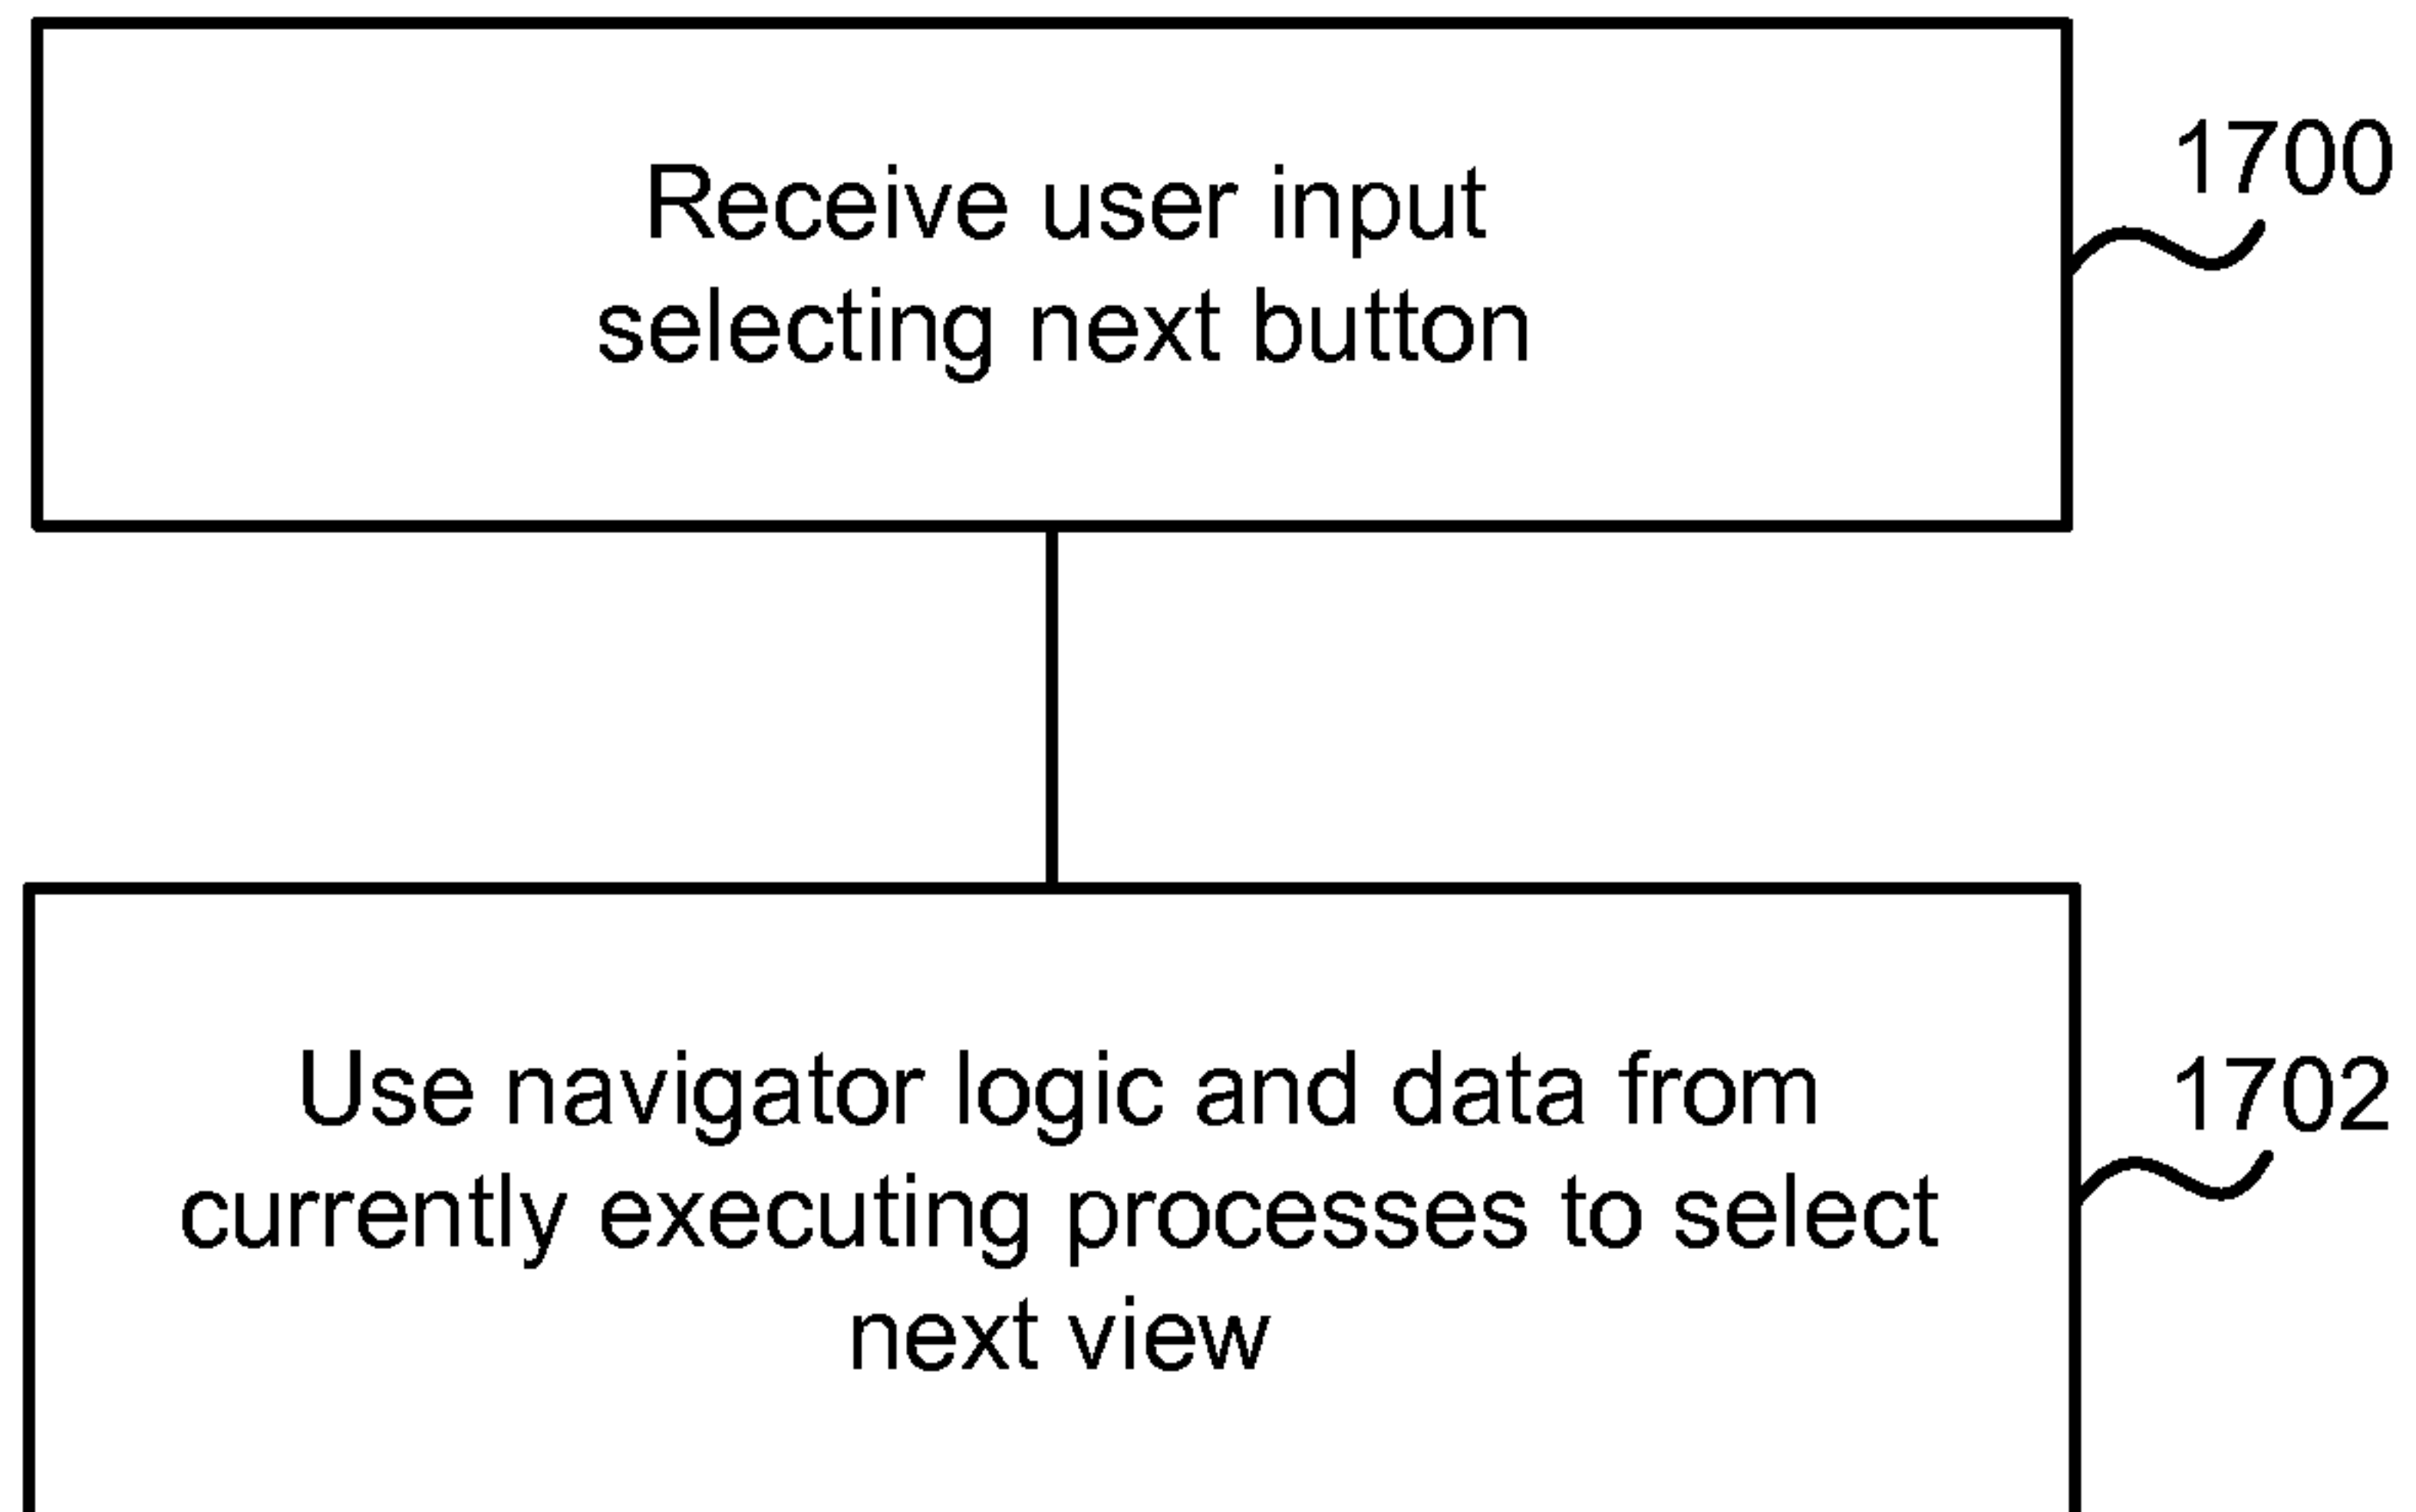 Receive user input
selecting next button
1700
Use navigator logic and data from
currently executing processes to select
next view
1702